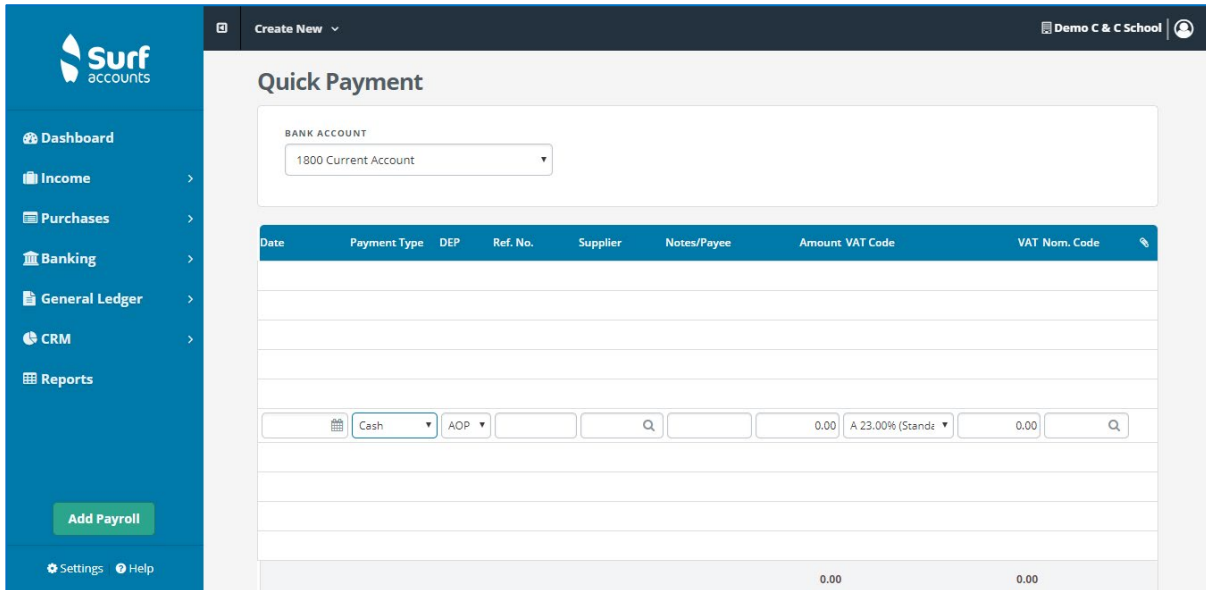 Create New
Demo C & C School
Surf
accounts
Dashboard
Income
Purchases
Banking
General Ledger
CRM
Reports
Add Payroll
Settings Help
Quick Payment
BANK ACCOUNT
1800 Current Account
Date Payment Type DEP Ref. No. Supplier Notes/Payee Amount VAT Code VAT Nom. Code
Cash AOP 0.00 A 23.00% (Standa 0.00
0.00 0.00